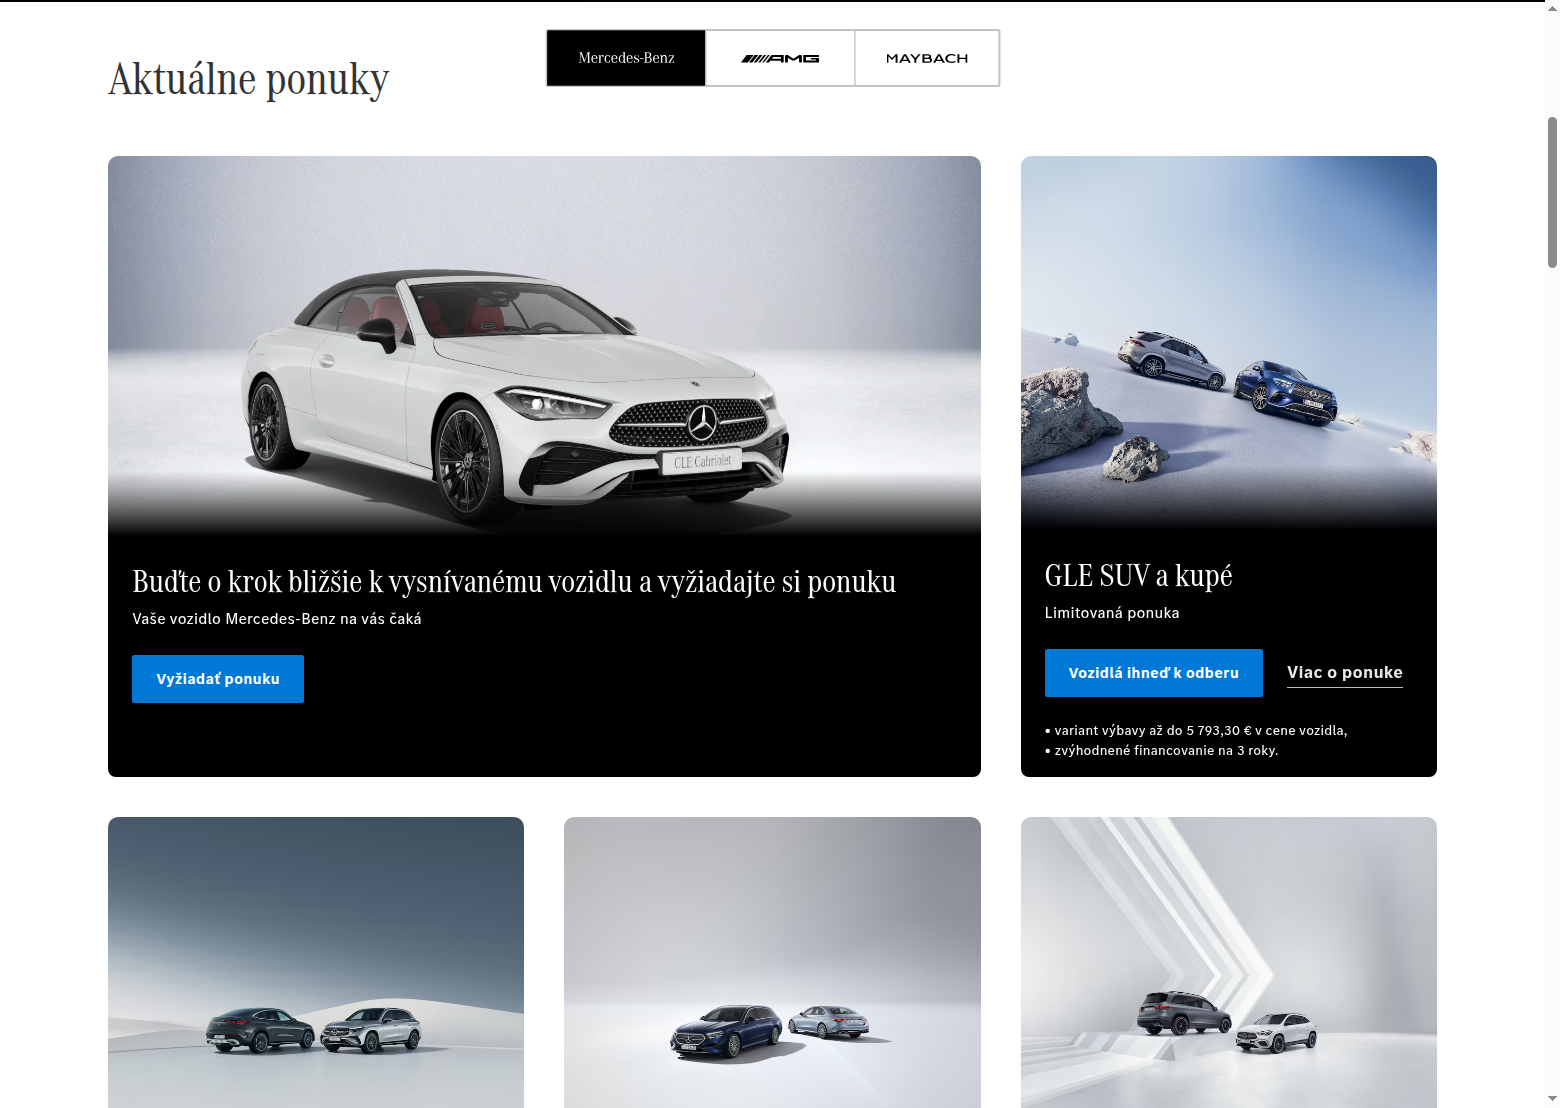 Aktuálne ponuky
Mercedes-Benz
AMG
MAYBACH
CLE Cabriolet
Buďte o krok bližšie k vysnívanému vozidlu a vyžiadajte si ponuku
Vaše vozidlo Mercedes-Benz na vás čaká
Vyžiadať ponuku
GLE SUV a kupé
Limitovaná ponuka
Vozidlá ihneď k odberu
Viac o ponuke
• variant výbavy až do 5 793,30 € v cene vozidla,
• zvýhodnené financovanie na 3 roky.